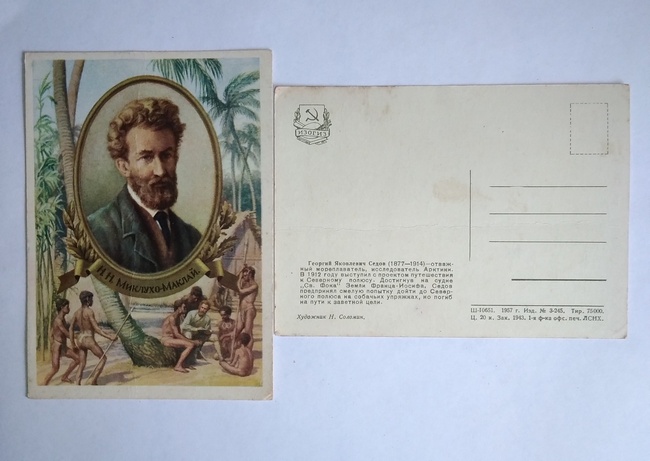 Н.Н. МИКЛУХО-МАКЛАЙ.
ИЗОГИЗ
Георгий Яковлевич Седов (1877—1914)—отваж-
ный мореплаватель, исследователь Арктики.
В 1912 году выступил с проектом путешествия
к Северному полюсу. Достигнув на судне
„Св. Фока" Земли Франца-Иосифа, Седов
предпринял смелую попытку дойти до Север-
ного полюса на собачьих упряжках, но погиб
на пути к заветной цели.
Художник Н. Соломин.
Ш-10651. 1957 г. Изд. № 3-245. Тир. 75000.
Ц. 20 к. Зак. 1943. 1-я ф-ка офс. печ. ЛСНХ.